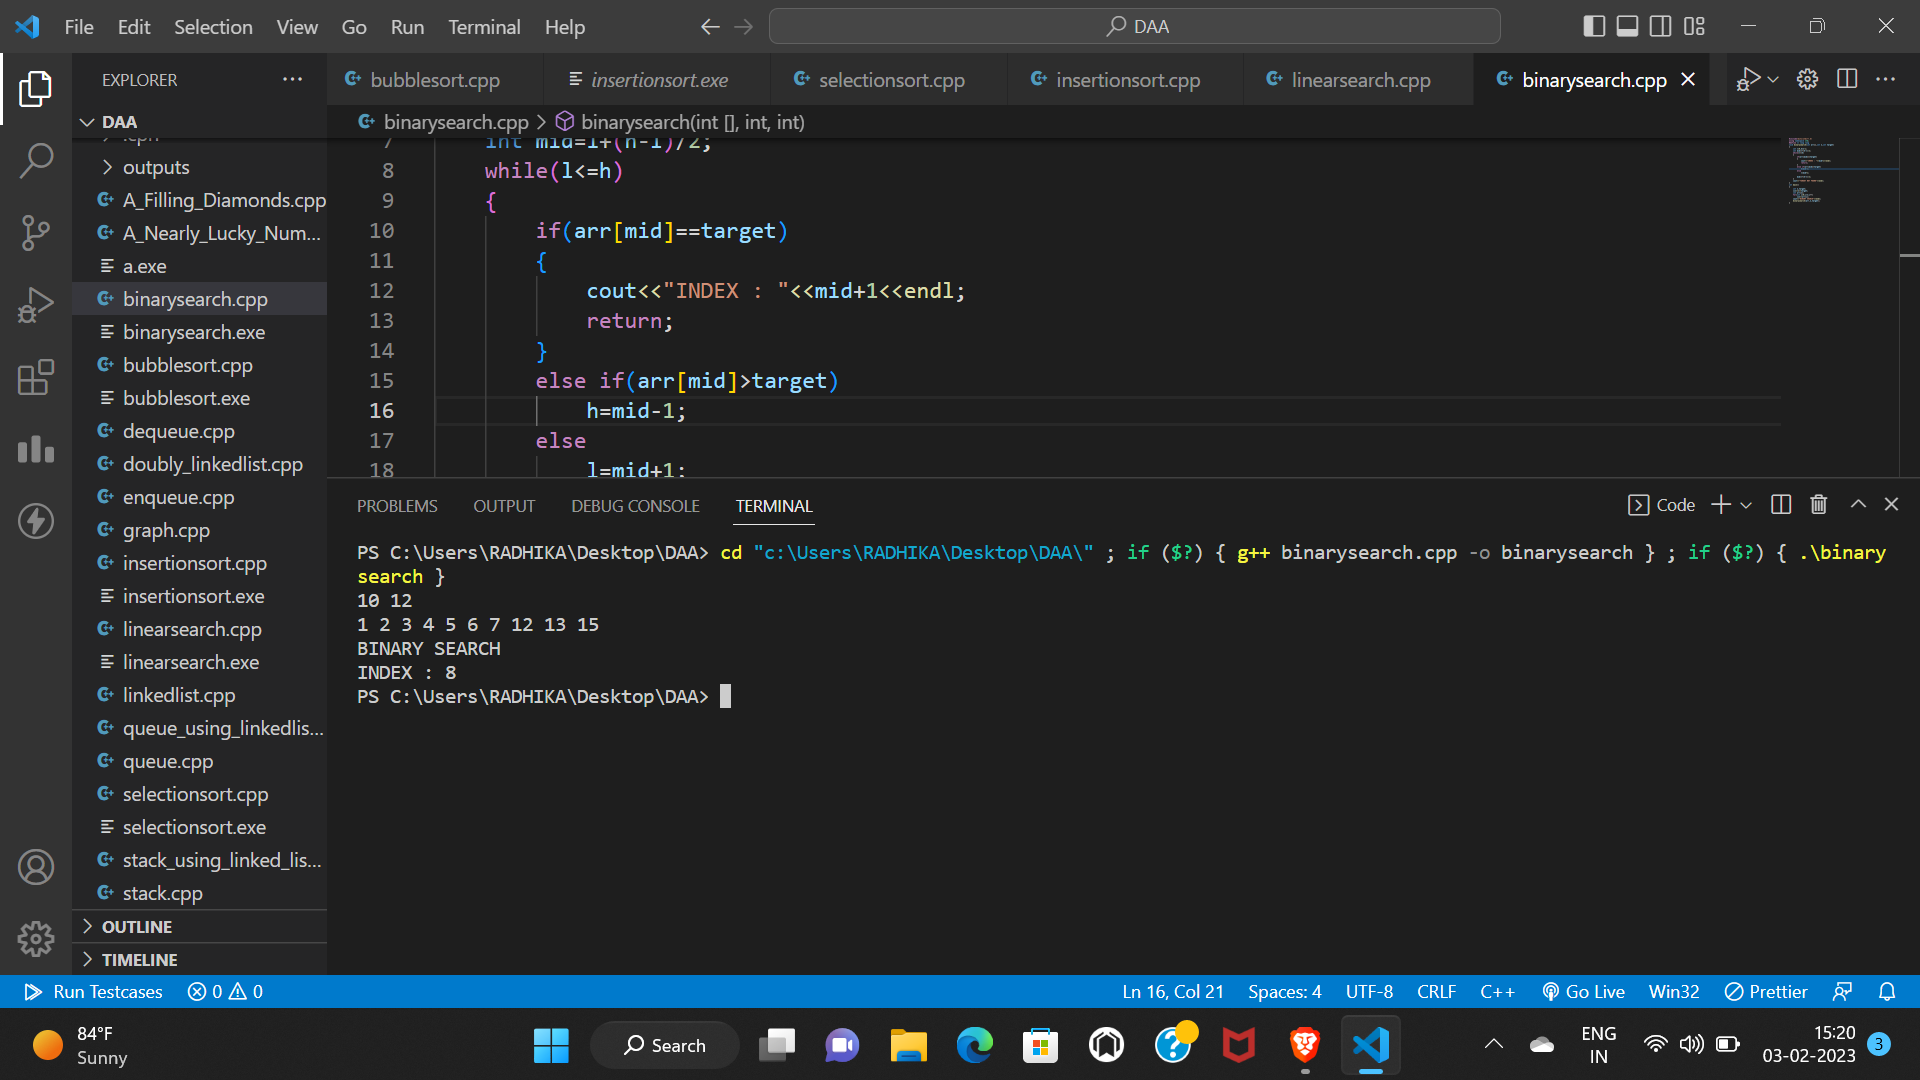 File Edit Selection View Go Run Terminal Help
DAA
EXPLORER
bubblesort.cpp
insertionsort.exe
selectionsort.cpp
insertionsort.cpp
linearsearch.cpp
binarysearch.cpp
DAA
outputs
A_Filling_Diamonds.cpp
A_Nearly_Lucky_Num...
a.exe
binarysearch.cpp
binarysearch.exe
bubblesort.cpp
bubblesort.exe
dequeue.cpp
doubly_linkedlist.cpp
enqueue.cpp
graph.cpp
insertionsort.cpp
insertionsort.exe
linearsearch.cpp
linearsearch.exe
linkedlist.cpp
queue_using_linkedlis...
queue.cpp
selectionsort.cpp
selectionsort.exe
stack_using_linked_lis...
stack.cpp
OUTLINE
TIMELINE
binarysearch.cpp > binarysearch(int [], int, int)
7 int mid=l+(h-l)/2;
8 while(l<=h)
9 {
10 if(arr[mid]==target)
11 {
12 cout<<"INDEX : "<<mid+1<<endl;
13 return;
14 }
15 else if(arr[mid]>target)
16 h=mid-1;
17 else
18 l=mid+1;
PROBLEMS OUTPUT DEBUG CONSOLE TERMINAL
Code
PS C:\Users\RADHIKA\Desktop\DAA> cd "c:\Users\RADHIKA\Desktop\DAA\" ; if ($?) { g++ binarysearch.cpp -o binarysearch } ; if ($?) { .\binary
search }
10 12
1 2 3 4 5 6 7 12 13 15
BINARY SEARCH
INDEX : 8
PS C:\Users\RADHIKA\Desktop\DAA>
Run Testcases 0 0
Ln 16, Col 21 Spaces: 4 UTF-8 CRLF C++ Go Live Win32 Prettier
84°F
Sunny
Search
ENG
IN
15:20
03-02-2023
3